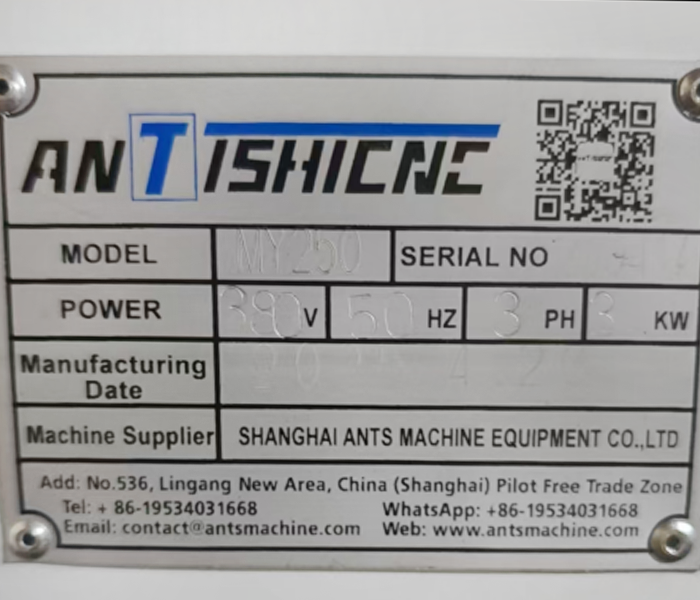 ANTISHICNC
MODEL MY250 SERIAL NO
POWER 380 V 50 HZ 3 PH 3 KW
Manufacturing
Date
Machine Supplier SHANGHAI ANTS MACHINE EQUIPMENT CO.,LTD
Add: No.536, Lingang New Area, China (Shanghai) Pilot Free Trade Zone
Tel: + 86-19534031668 WhatsApp: +86-19534031668
Email: contact@antsmachine.com Web: www.antsmachine.com